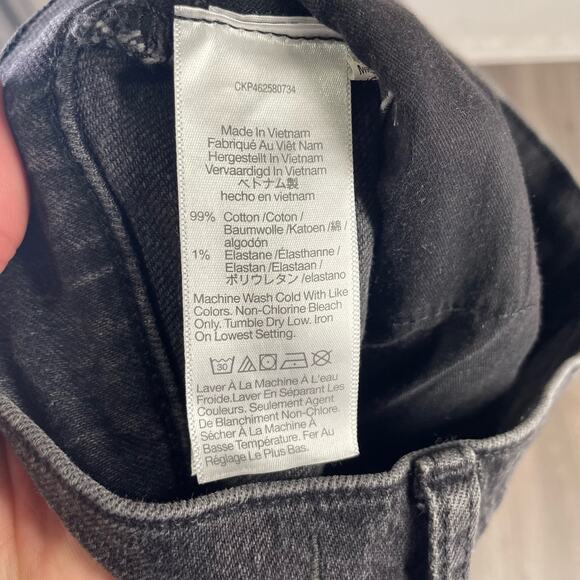 CKP462580734
Made In Vietnam
Fabriqué Au Viêt Nam
Hergestellt In Vietnam
Vervaardigd In Vietnam
ベトナム製
hecho en vietnam
99% Cotton /Coton /
Baumwolle /Katoen /綿 /
algodón
1% Elastane /Élasthanne /
Elastan /Elastaan /
ポリウレタン /elastano
Machine Wash Cold With Like
Colors. Non-Chlorine Bleach
Only. Tumble Dry Low. Iron
On Lowest Setting.
30
Laver À La Machine À L'eau
Froide.Laver En Séparant Les
Couleurs. Seulement Agent
De Blanchiment Non-Chlore.
Sécher À La Machine À
Basse Température. Fer Au
Réglage Le Plus Bas.